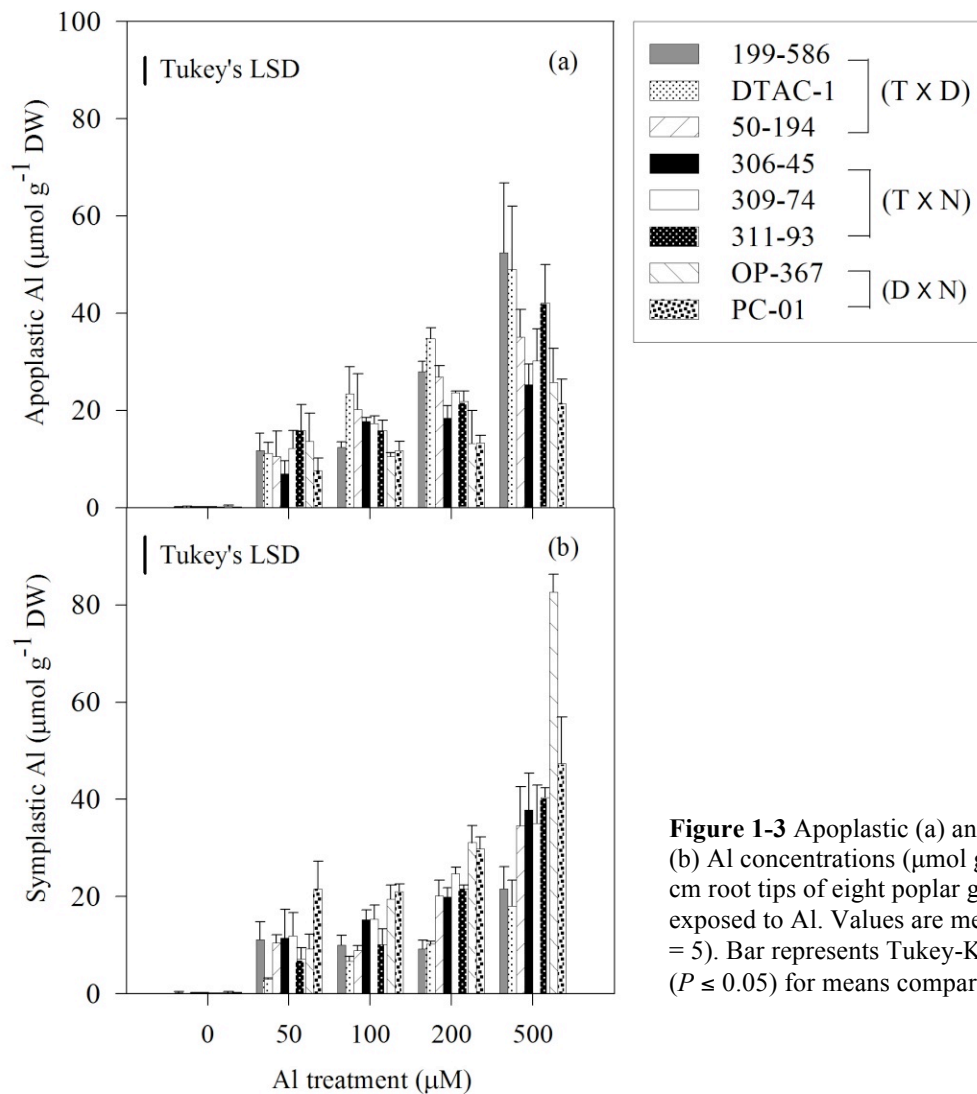 100
80
60
40
20
0
Apoplastic Al (μmol g⁻¹ DW)
Tukey's LSD
(a)
199-586
DTAC-1
50-194
306-45
309-74
311-93
OP-367
PC-01
(T X D)
(T X N)
(D X N)
80
60
40
20
0
Symplastic Al (μmol g⁻¹ DW)
Tukey's LSD
(b)
0 50 100 200 500
Al treatment (μM)
Figure 1-3 Apoplastic (a) an
(b) Al concentrations (μmol g
cm root tips of eight poplar g
exposed to Al. Values are me
= 5). Bar represents Tukey-K
(P ≤ 0.05) for means compar